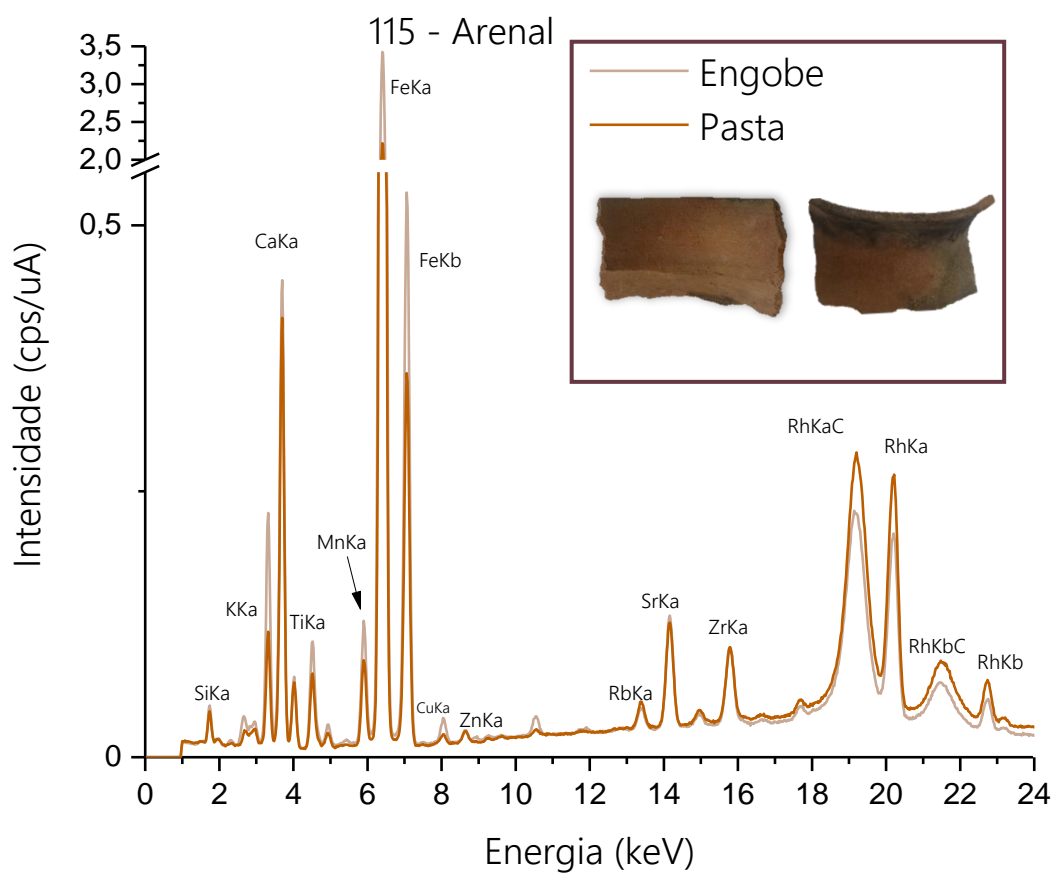 115 - Arenal
Engobe
Pasta
3,5
3,0
2,5
2,0
0,5
0
Intensidade (cps/uA)
FeKa
CaKa
FeKb
MnKa
KKa
TiKa
SiKa
CuKa
ZnKa
RbKa
SrKa
ZrKa
RhKaC
RhKa
RhKbC
RhKb
0 2 4 6 8 10 12 14 16 18 20 22 24
Energia (keV)